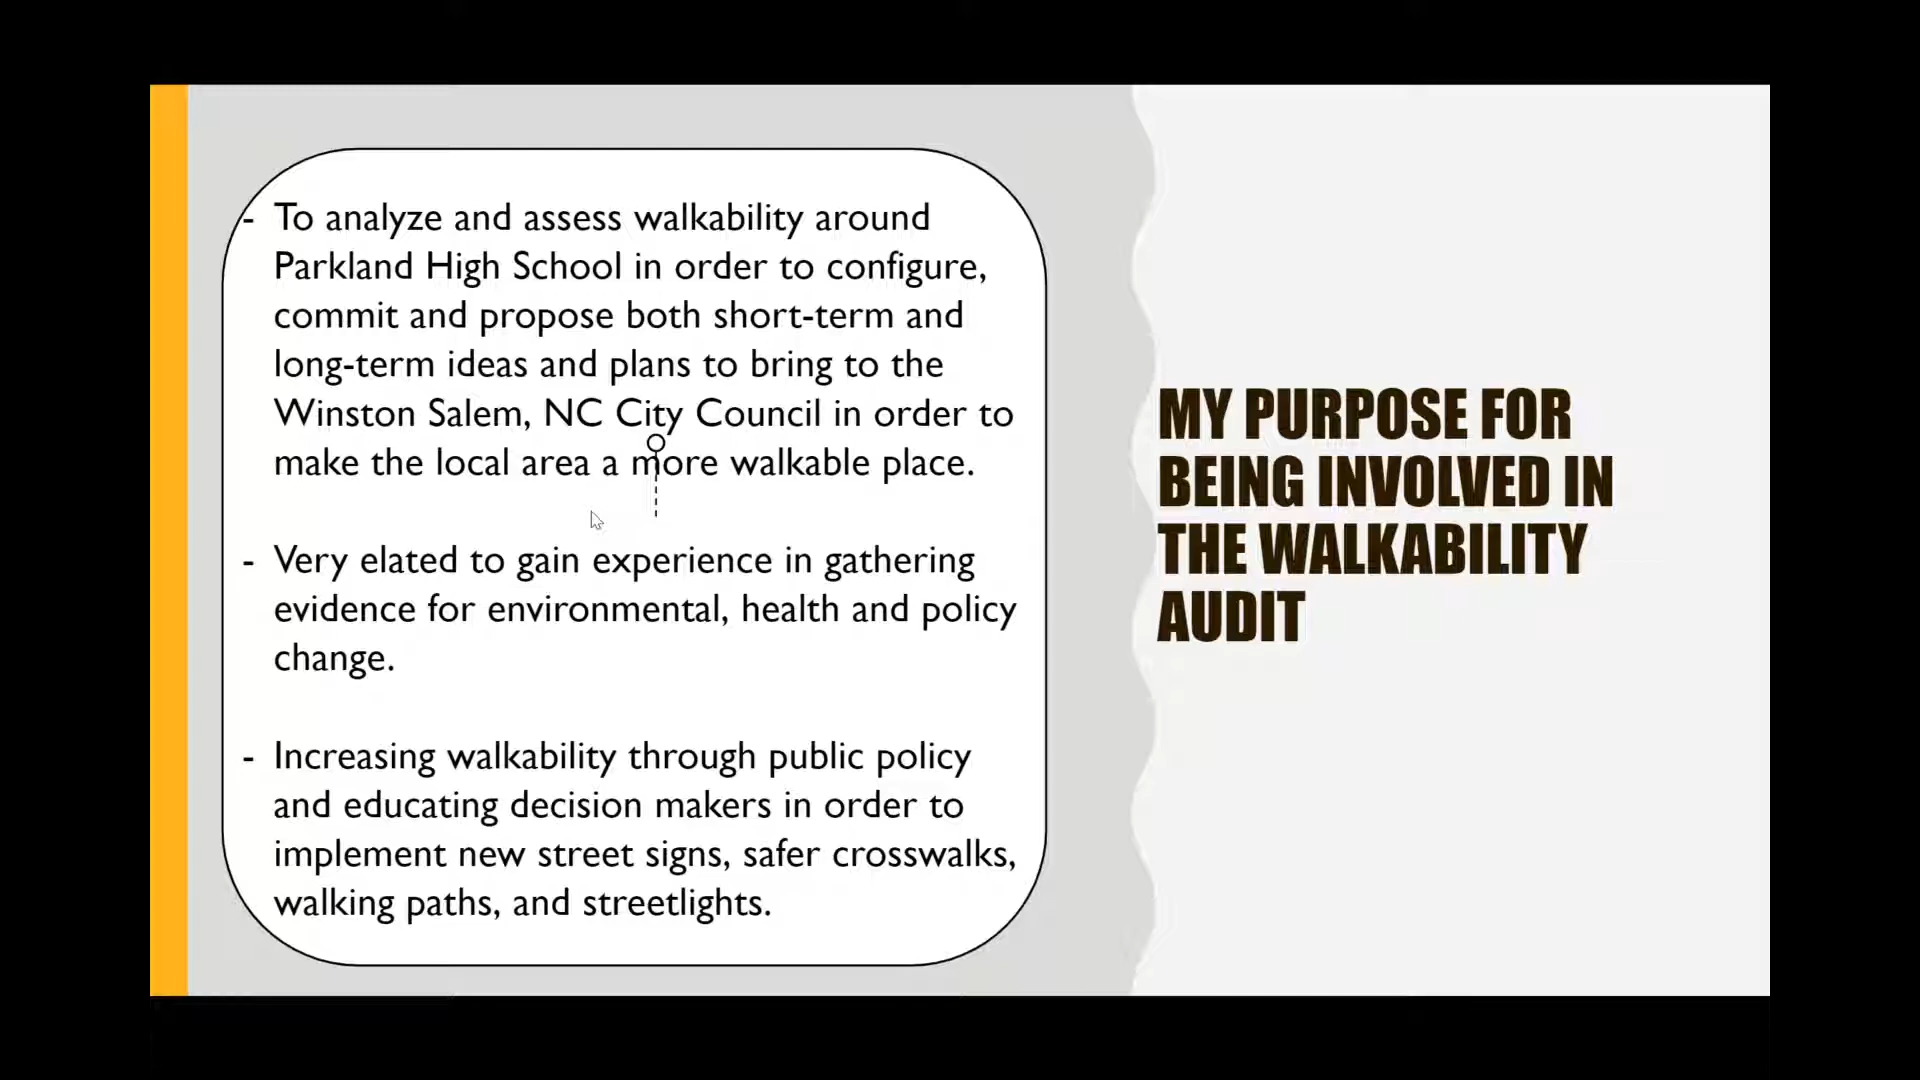 - To analyze and assess walkability around
Parkland High School in order to configure,
commit and propose both short-term and
long-term ideas and plans to bring to the
Winston Salem, NC City Council in order to
make the local area a more walkable place.
- Very elated to gain experience in gathering
evidence for environmental, health and policy
change.
- Increasing walkability through public policy
and educating decision makers in order to
implement new street signs, safer crosswalks,
walking paths, and streetlights.
MY PURPOSE FOR
BEING INVOLVED IN
THE WALKABILITY
AUDIT